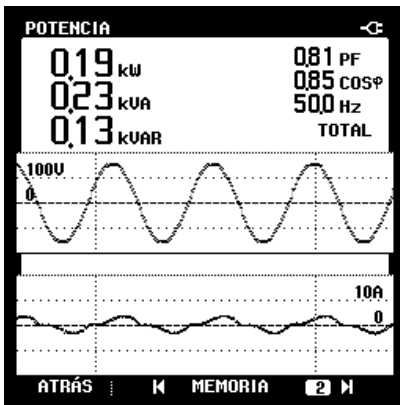 POTENCIA
0.19 kW
0.23 kVA
0.13 kVAR
0.81 PF
0.85 COSφ
50.0 Hz
TOTAL
100V
0
10A
0
ATRÁS
MEMORIA 2